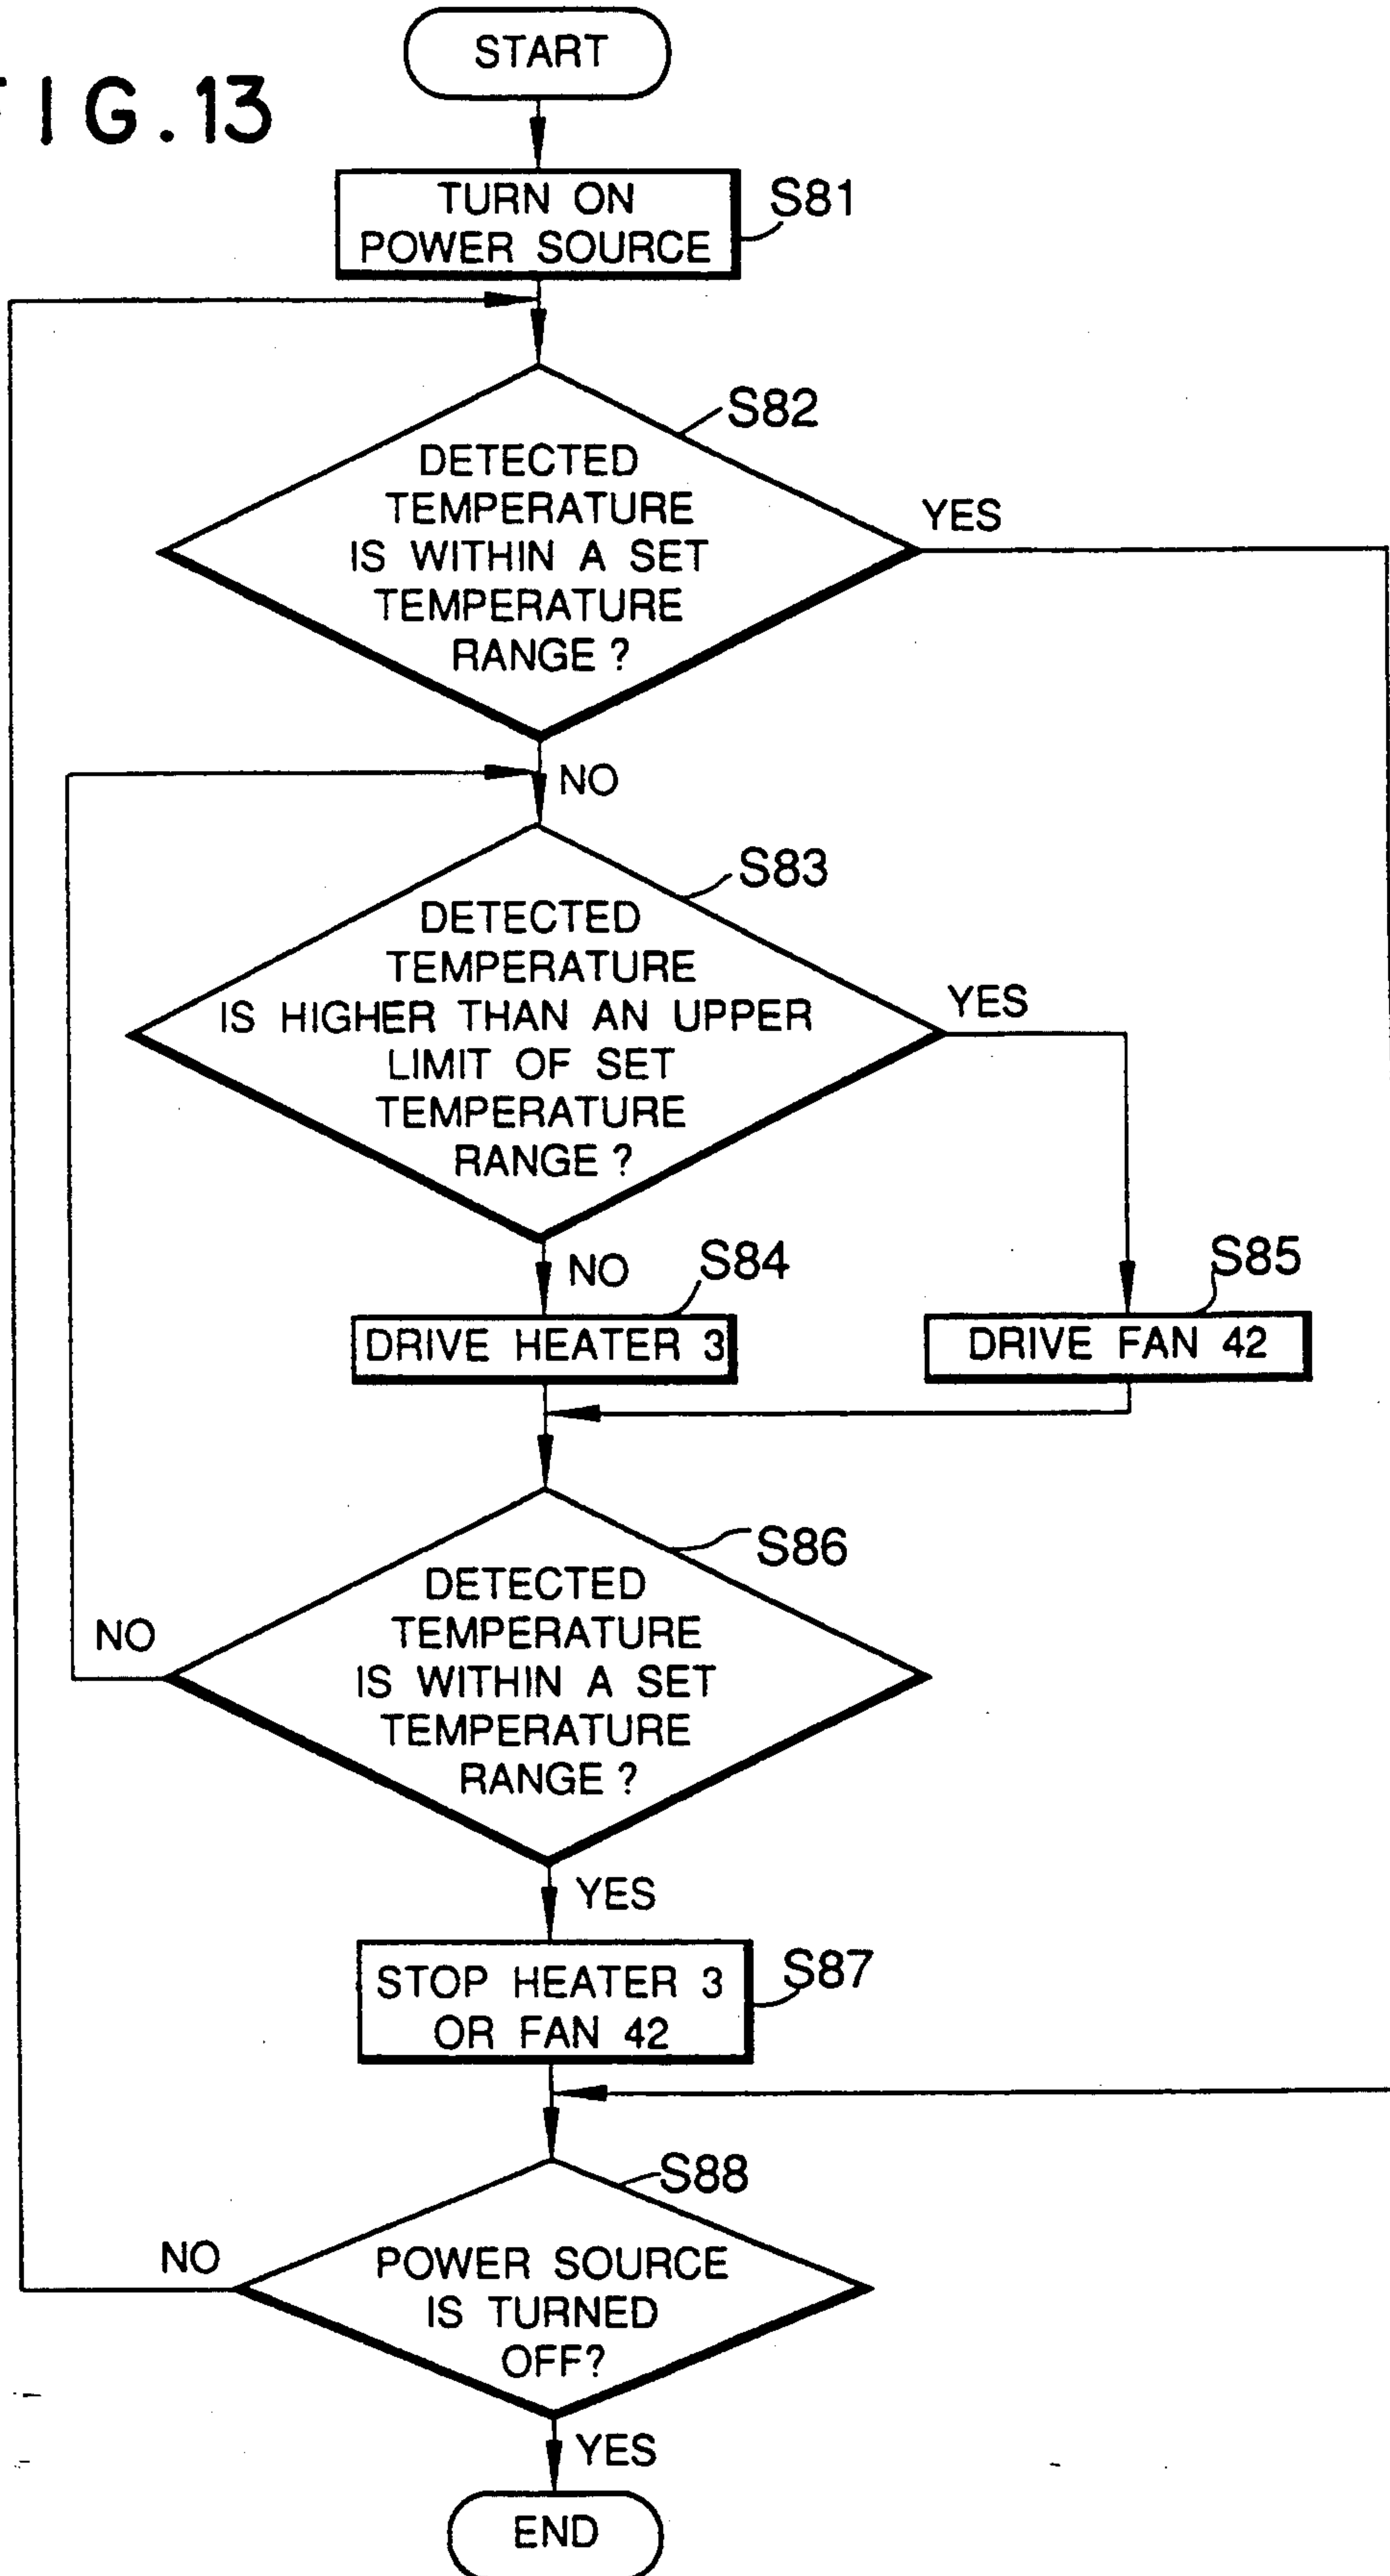 START
FIG.13
TURN ON
POWER SOURCE
S81
S82
DETECTED
TEMPERATURE
IS WITHIN A SET
TEMPERATURE
RANGE ?
YES
NO
S83
DETECTED
TEMPERATURE
IS HIGHER THAN AN UPPER
LIMIT OF SET
TEMPERATURE
RANGE ?
YES
NO
S84
S85
DRIVE HEATER 3
DRIVE FAN 42
S86
DETECTED
TEMPERATURE
IS WITHIN A SET
TEMPERATURE
RANGE ?
NO
YES
STOP HEATER 3
OR FAN 42
S87
S88
NO
POWER SOURCE
IS TURNED
OFF?
YES
END